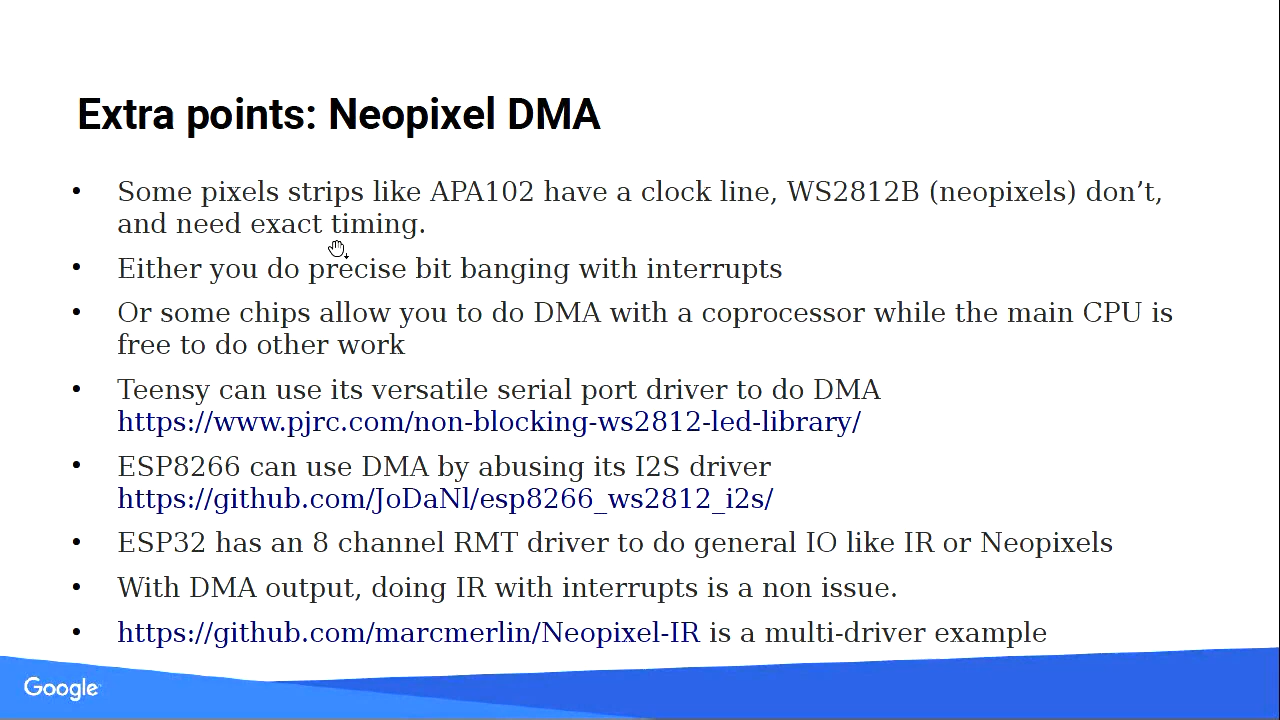 Extra points: Neopixel DMA
• Some pixels strips like APA102 have a clock line, WS2812B (neopixels) don’t,
and need exact timing.
• Either you do precise bit banging with interrupts
• Or some chips allow you to do DMA with a coprocessor while the main CPU is
free to do other work
• Teensy can use its versatile serial port driver to do DMA
https://www.pjrc.com/non-blocking-ws2812-led-library/
• ESP8266 can use DMA by abusing its I2S driver
https://github.com/JoDaNl/esp8266_ws2812_i2s/
• ESP32 has an 8 channel RMT driver to do general IO like IR or Neopixels
• With DMA output, doing IR with interrupts is a non issue.
• https://github.com/marcmerlin/Neopixel-IR is a multi-driver example
Google